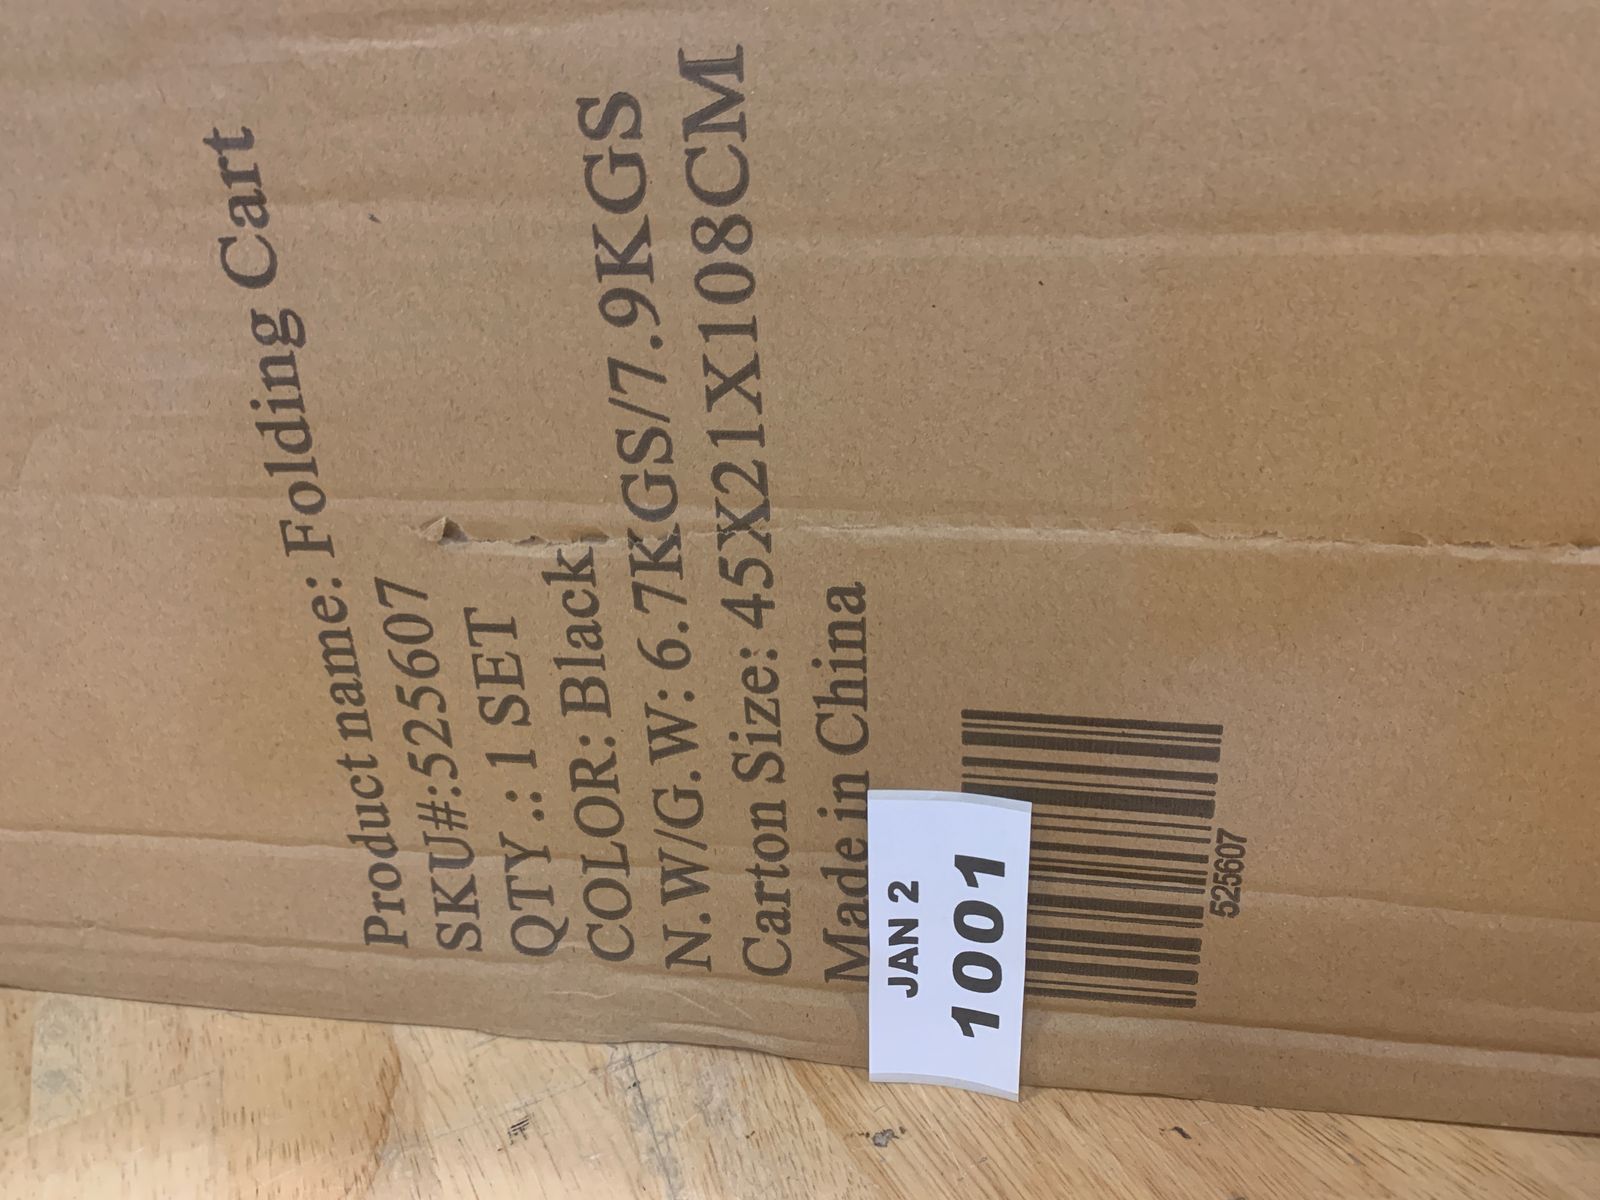 Product name: Folding Cart
SKU#:525607
QTY.: 1 SET
COLOR: Black
N.W/G.W: 6.7KGS/7.9KGS
Carton Size: 45X21X108CM
Made in China
525607
JAN 2
1001